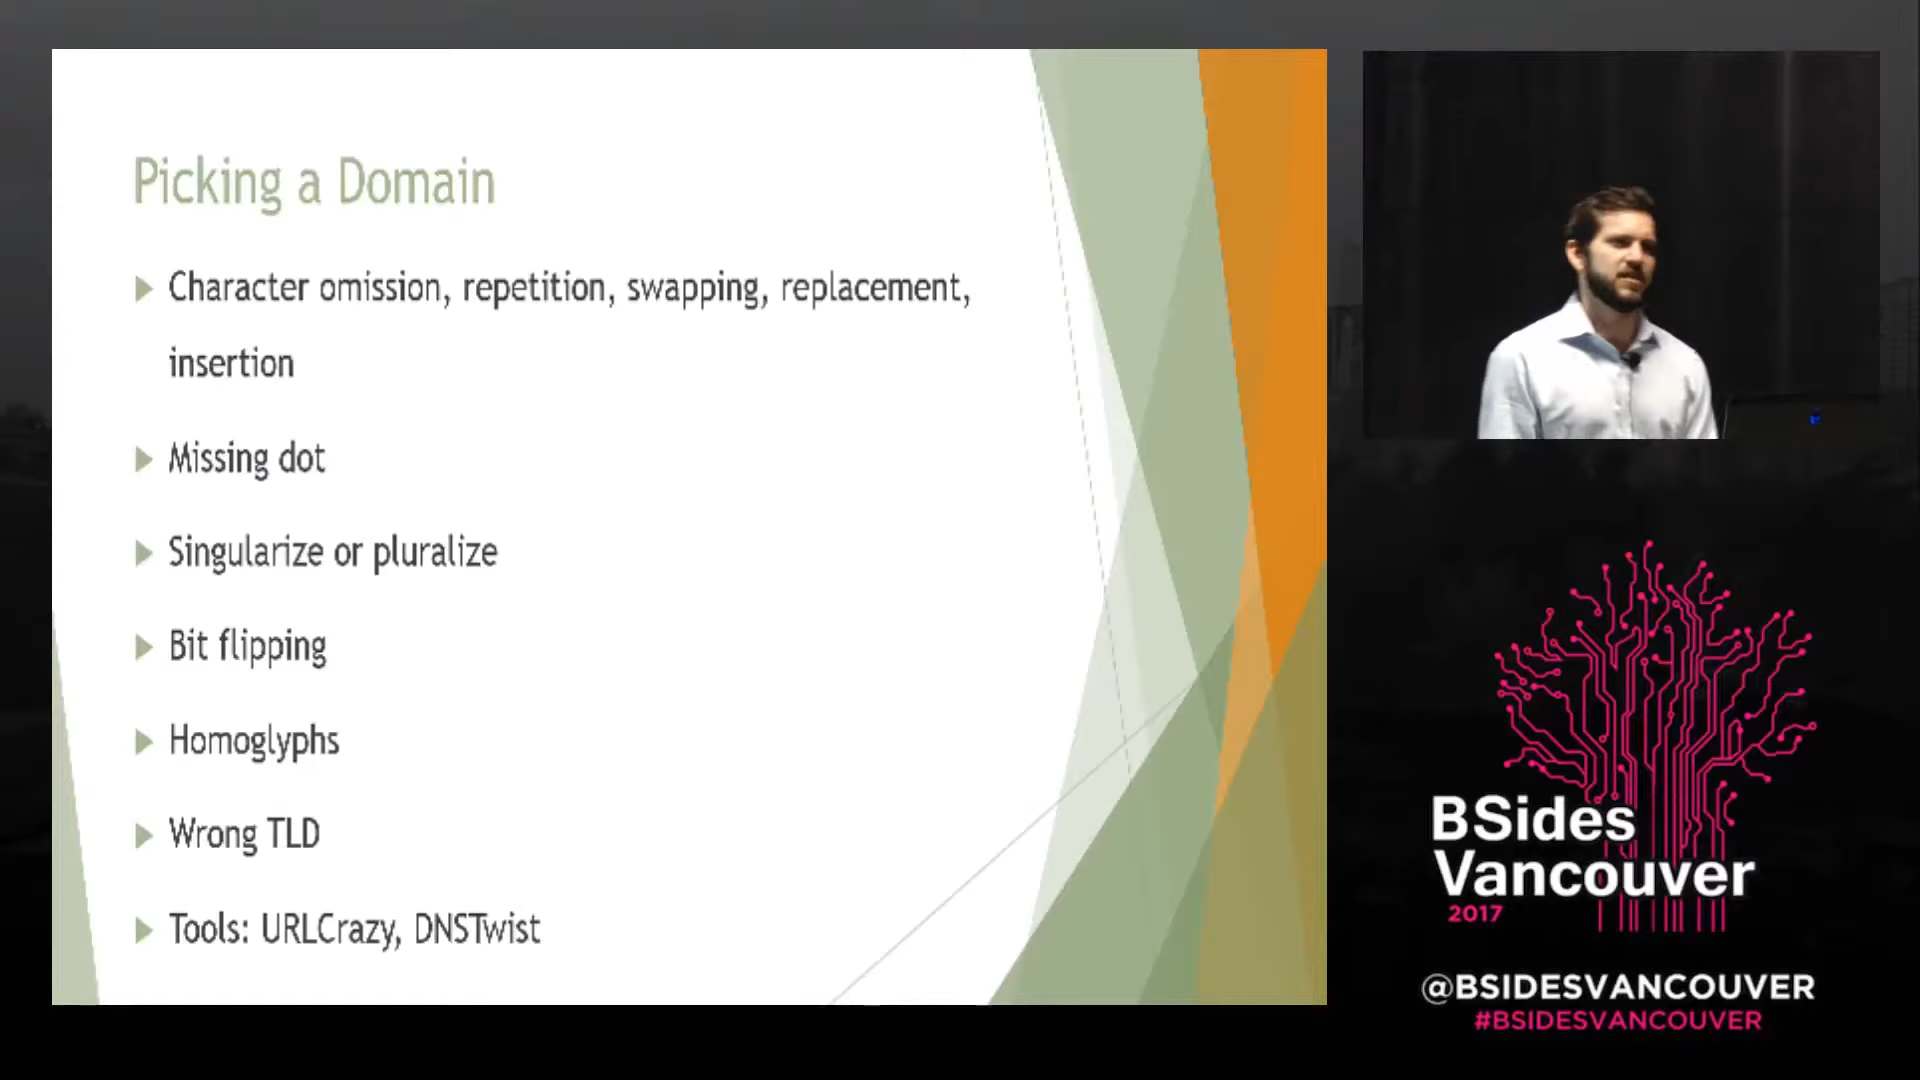 Picking a Domain
Character omission, repetition, swapping, replacement,
insertion
Missing dot
Singularize or pluralize
Bit flipping
Homoglyphs
Wrong TLD
Tools: URLCrazy, DNSTwist
BSides
Vancouver
2017
@BSIDESVANCOUVER
#BSIDESVANCOUVER